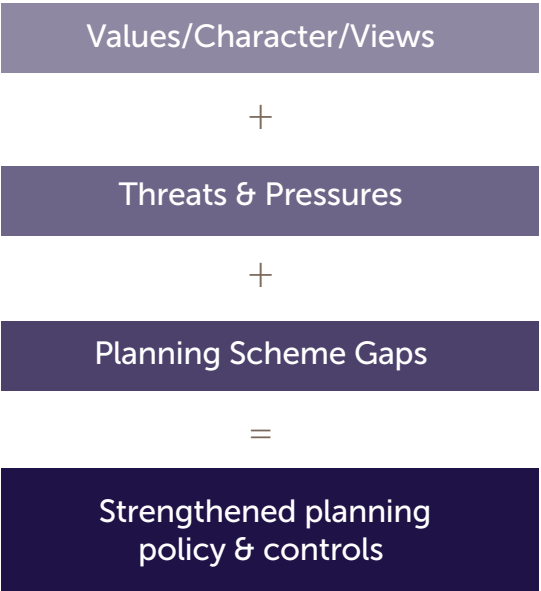 Values/Character/Views
+
Threats & Pressures
+
Planning Scheme Gaps
=
Strengthened planning
policy & controls